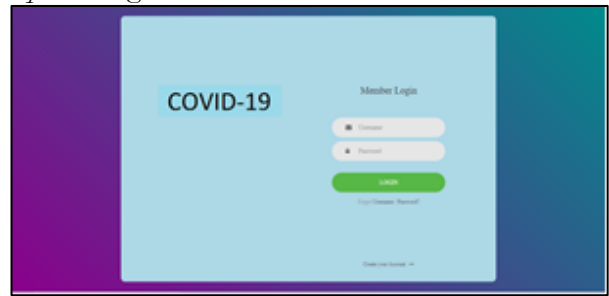 COVID-19
Member Login
Username
Password
LOGIN
Forgot Username / Password?
Create your Account →